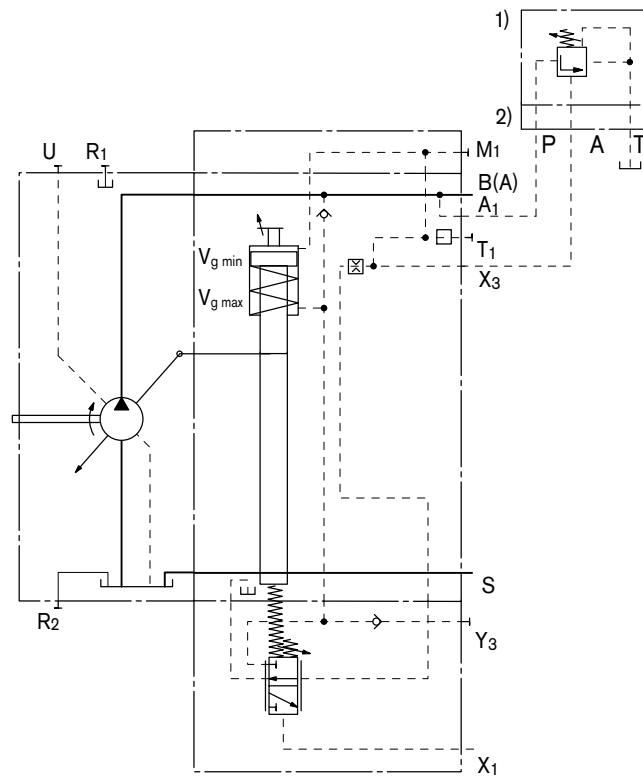 1)
2)
P A T
U R1
M1
B(A)
A1
T1
X3
Vg min
Vg max
S
R2
Y3
X1